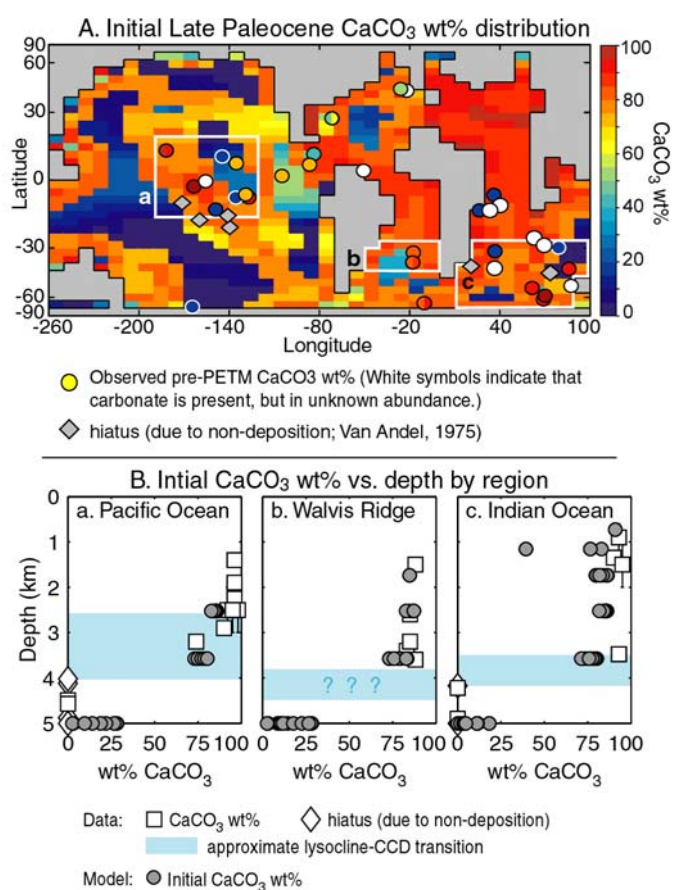 A. Initial Late Paleocene CaCO3 wt% distribution
90
60
30
0
-30
-60
-90
Latitude
-260 -200 -140 -80 -20 40 100
Longitude
a
b
c
100
80
60
40
20
0
CaCO3 wt%
Observed pre-PETM CaCO3 wt% (White symbols indicate that
carbonate is present, but in unknown abundance.)
hiatus (due to non-deposition; Van Andel, 1975)
B. Intial CaCO3 wt% vs. depth by region
a. Pacific Ocean b. Walvis Ridge c. Indian Ocean
0
1
2
3
4
5
Depth (km)
? ? ?
0 25 50 75 100 0 25 50 75 100 0 25 50 75 100
wt% CaCO3 wt% CaCO3 wt% CaCO3
Data: CaCO3 wt% hiatus (due to non-deposition)
approximate lysocline-CCD transition
Model: Initial CaCO3 wt%